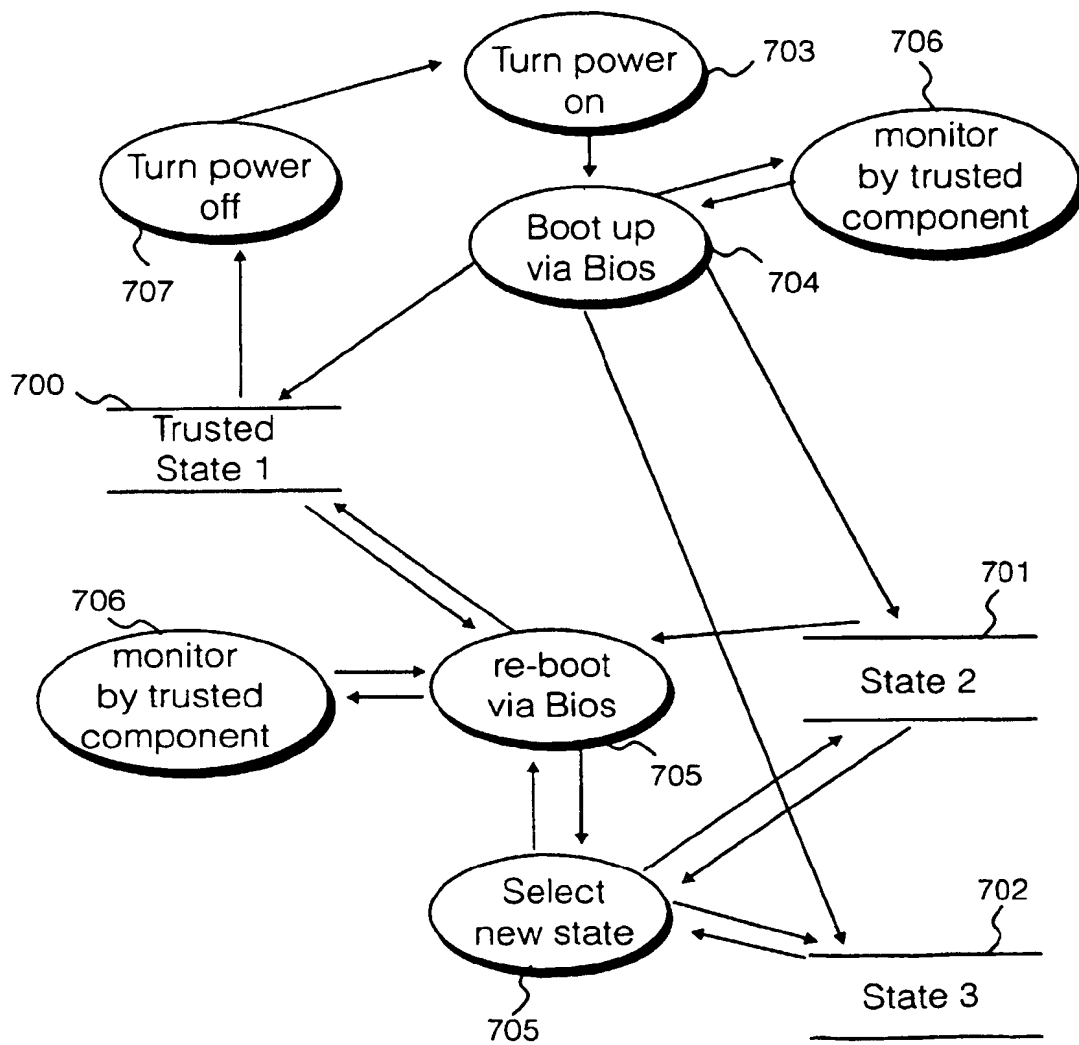 Turn power
on
703
706
monitor
by trusted
component
Turn power
off
707
Boot up
via Bios
704
700
Trusted
State 1
701
State 2
706
monitor
by trusted
component
re-boot
via Bios
705
Select
new state
705
702
State 3